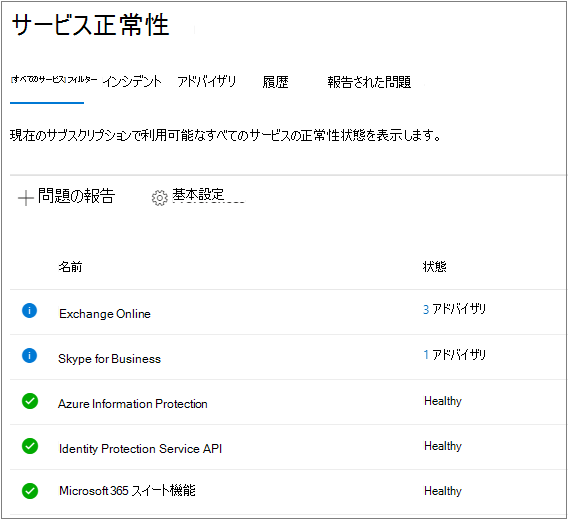 サービス正常性
[すべてのサービス]フィルター インシデント アドバイザリ 履歴 報告された問題
現在のサブスクリプションで利用可能なすべてのサービスの正常性状態を表示します。
問題の報告 基本設定
名前 状態
Exchange Online 3 アドバイザリ
Skype for Business 1 アドバイザリ
Azure Information Protection Healthy
Identity Protection Service API Healthy
Microsoft 365 スイート機能 Healthy